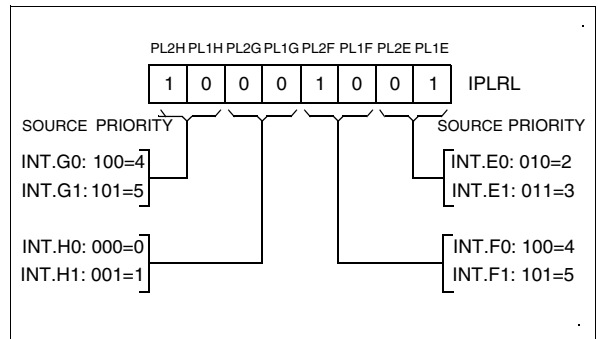 PL2H PL1H PL2G PL1G PL2F PL1F PL2E PL1E
1 0 0 0 1 0 0 1 IPLRL
SOURCE PRIORITY
INT.G0: 100=4
INT.G1: 101=5
INT.H0: 000=0
INT.H1: 001=1
SOURCE PRIORITY
INT.E0: 010=2
INT.E1: 011=3
INT.F0: 100=4
INT.F1: 101=5